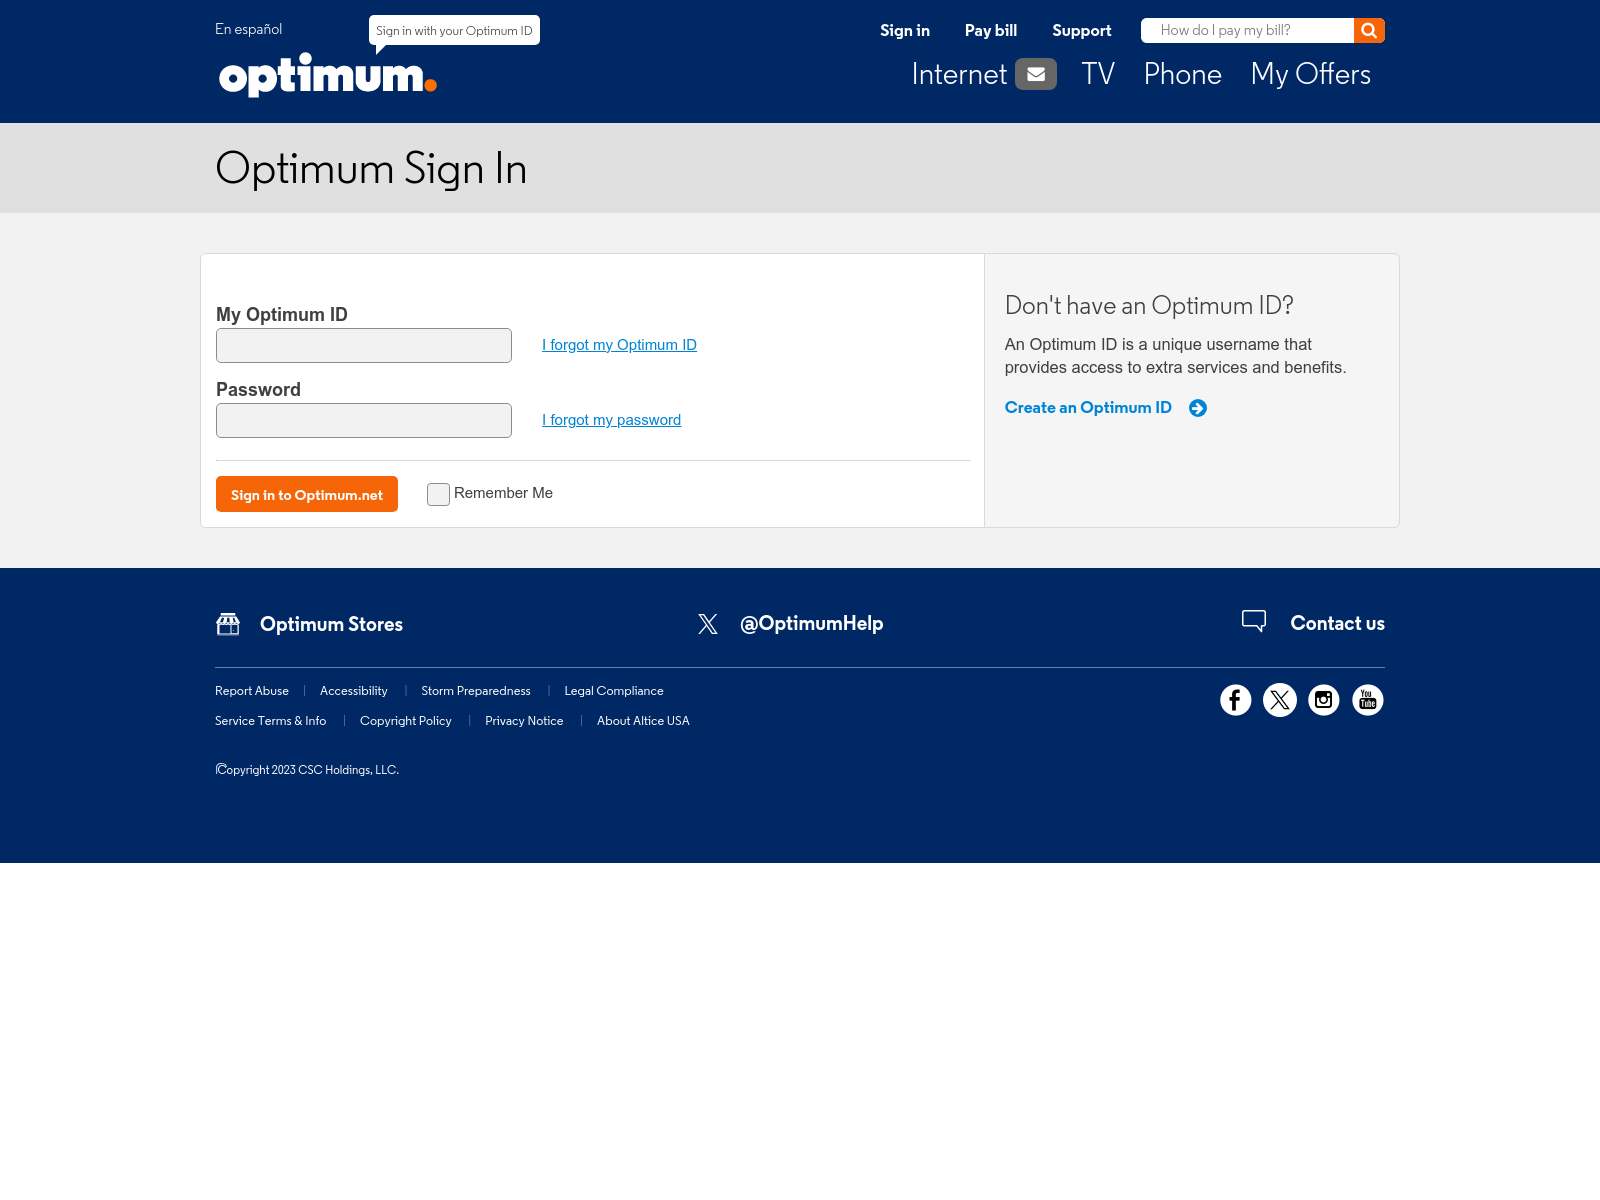 En español
Sign in with your Optimum ID
Sign in
Pay bill
Support
How do I pay my bill?
optimum.
Internet
TV
Phone
My Offers
Optimum Sign In
My Optimum ID
I forgot my Optimum ID
Password
I forgot my password
Sign in to Optimum.net
Remember Me
Don't have an Optimum ID?
An Optimum ID is a unique username that
provides access to extra services and benefits.
Create an Optimum ID
Optimum Stores
@OptimumHelp
Contact us
Report Abuse | Accessibility | Storm Preparedness | Legal Compliance
Service Terms & Info | Copyright Policy | Privacy Notice | About Altice USA
You
Tube
©Copyright 2023 CSC Holdings, LLC.